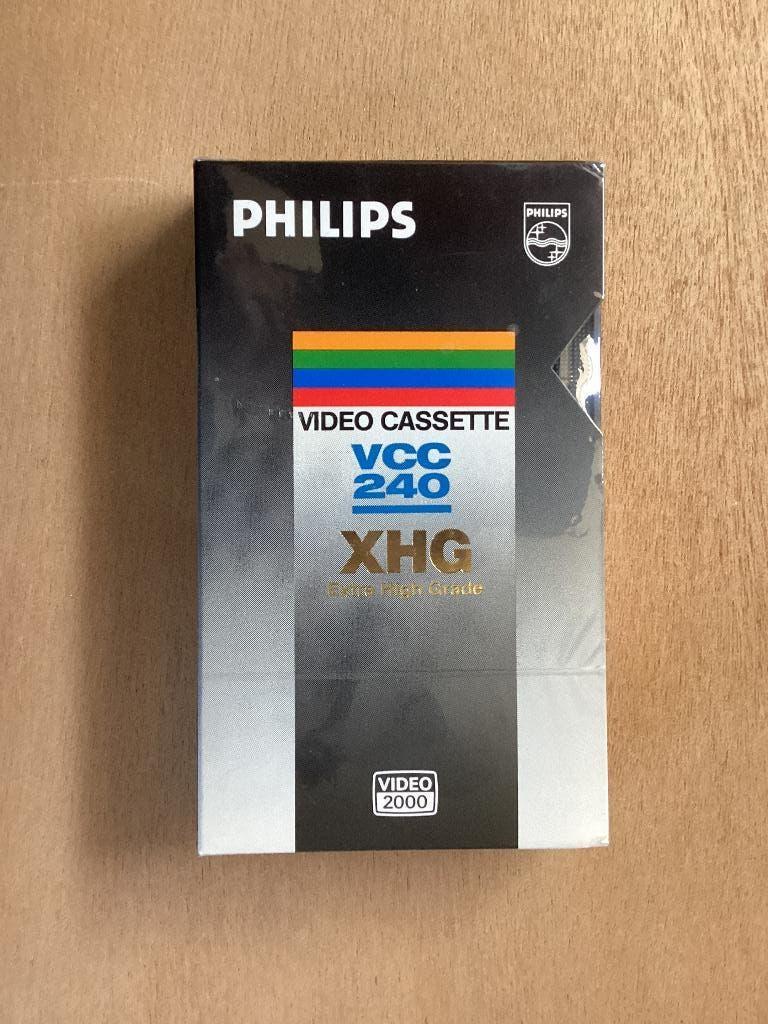 PHILIPS
PHILIPS
VIDEO CASSETTE
VCC
240
XHG
Extra High Grade
VIDEO
2000